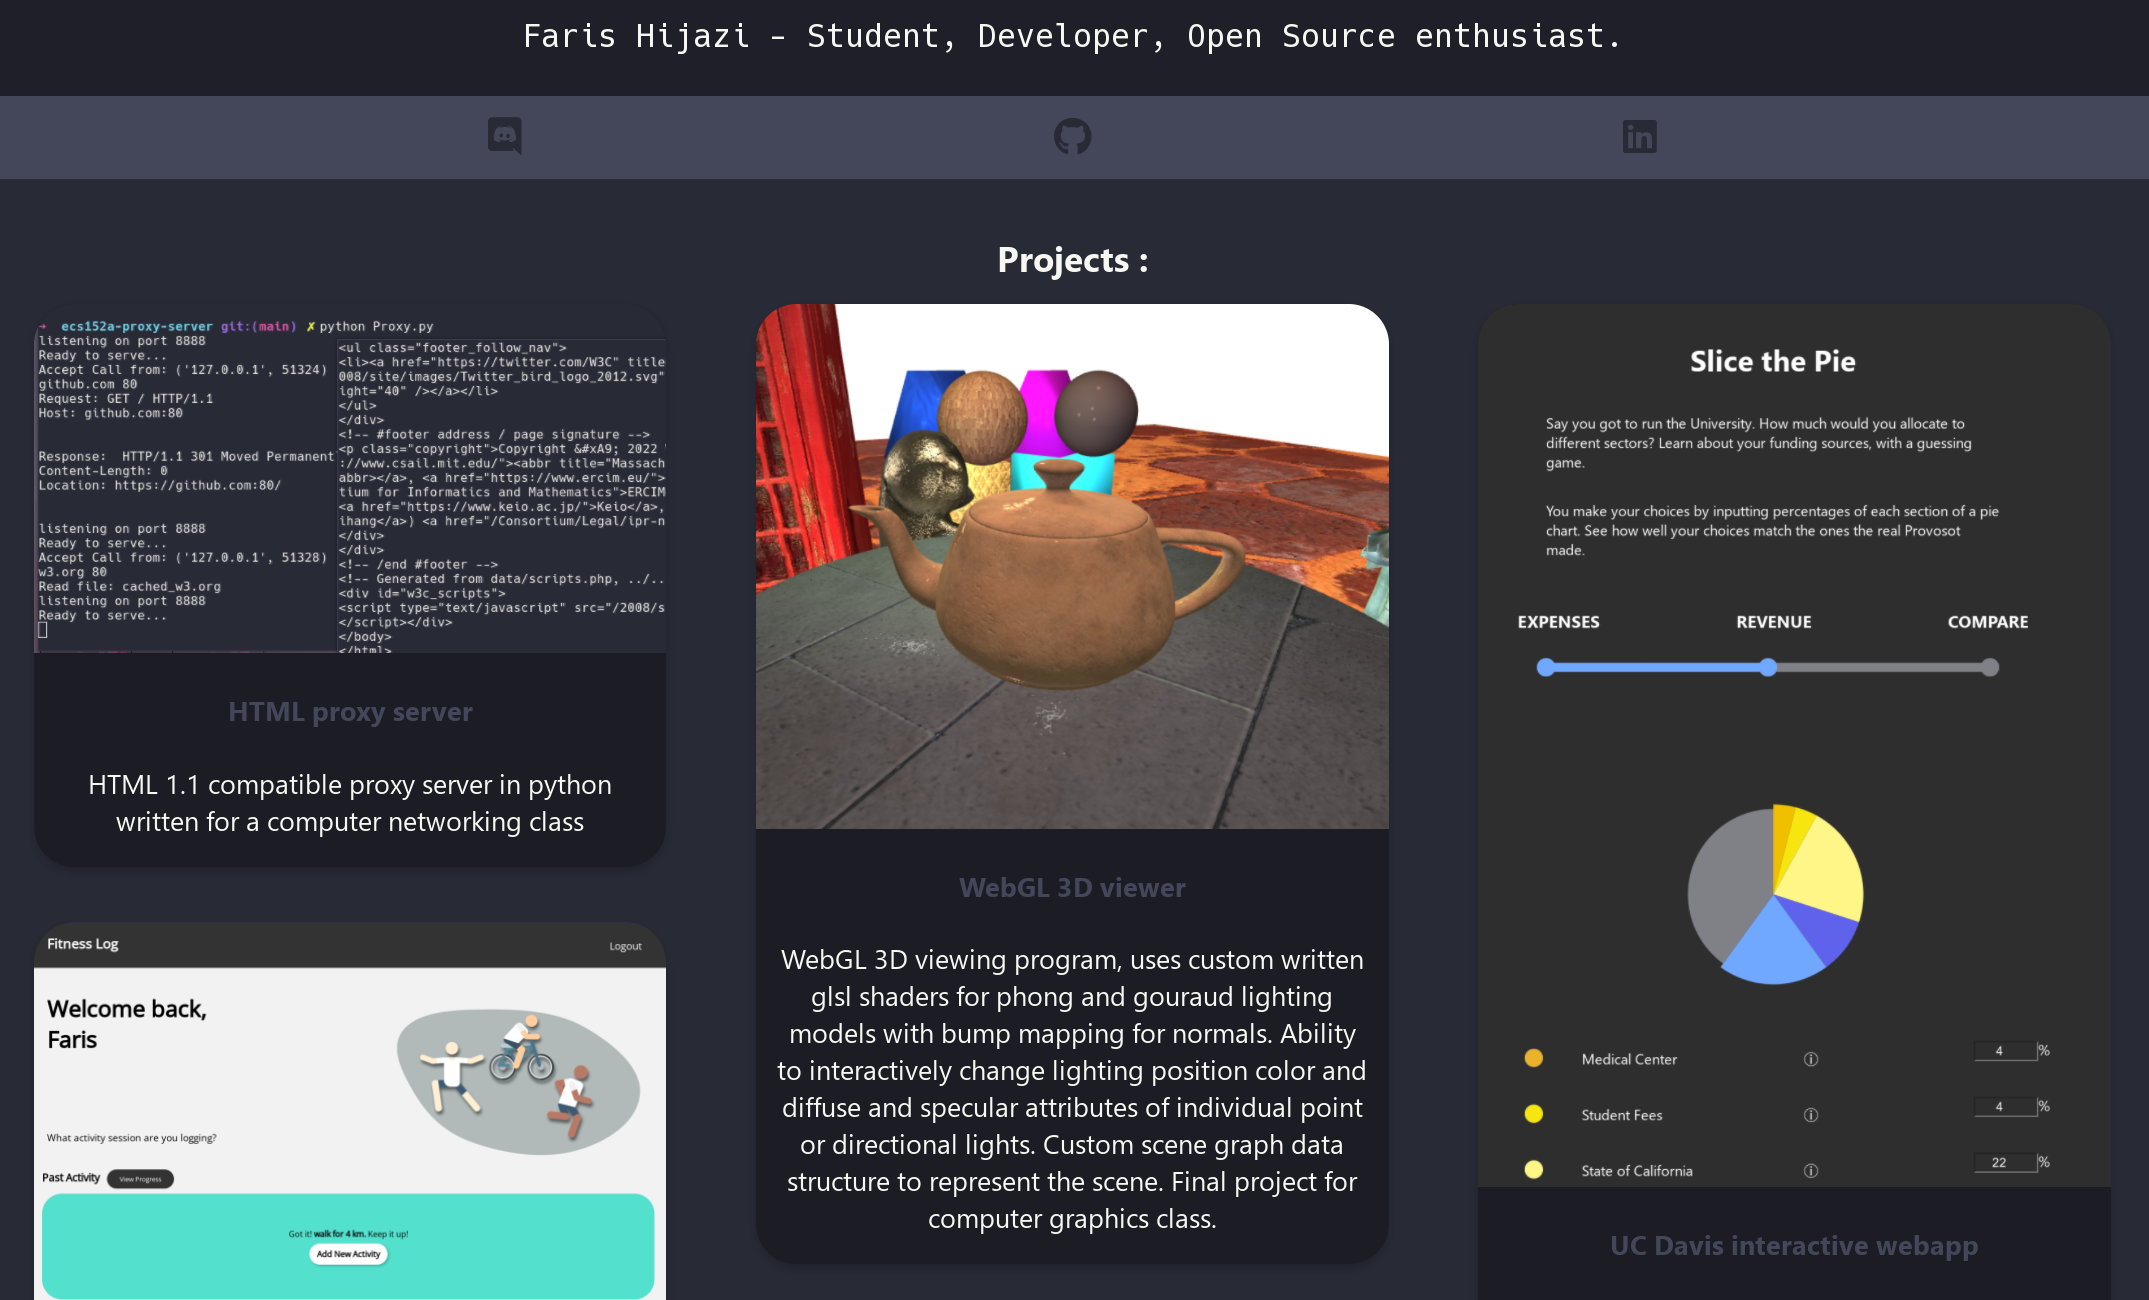 Faris Hijazi - Student, Developer, Open Source enthusiast.
Projects :
➜ ecs152a-proxy-server git:(main) ✗ python Proxy.py
listening on port 8888
Ready to serve...
Accept Call from: ('127.0.0.1', 51324)
github.com 80
Request: GET / HTTP/1.1
Host: github.com:80
Response:  HTTP/1.1 301 Moved Permanent
Content-Length: 0
Location: https://github.com:80/
listening on port 8888
Ready to serve...
Accept Call from: ('127.0.0.1', 51328)
w3.org 80
Read file: cached_w3.org
listening on port 8888
Ready to serve...
<ul class="footer_follow_nav">
<li><a href="https://twitter.com/W3C" title
008/site/images/Twitter_bird_logo_2012.svg"
ight="40" /></a></li>
</ul>
</div>
<!-- #footer address / page signature -->
<p class="copyright">Copyright &#xA9; 2022
://www.csail.mit.edu/"><abbr title="Massach
abbr></a>, <a href="https://www.ercim.eu/">
tium for Informatics and Mathematics">ERCIM
<a href="https://www.keio.ac.jp/">Keio</a>,
ihang</a>) <a href="/Consortium/Legal/ipr-n
</div>
</div>
<!-- /end #footer -->
<!-- Generated from data/scripts.php, ../..
<div id="w3c_scripts">
<script type="text/javascript" src="/2008/s
</script></div>
</body>
</html>
HTML proxy server
HTML 1.1 compatible proxy server in python
written for a computer networking class
Fitness Log
Logout
Welcome back,
Faris
What activity session are you logging?
Past Activity
View Progress
Got it! walk for 4 km. Keep it up!
Add New Activity
WebGL 3D viewer
WebGL 3D viewing program, uses custom written
glsl shaders for phong and gouraud lighting
models with bump mapping for normals. Ability
to interactively change lighting position color and
diffuse and specular attributes of individual point
or directional lights. Custom scene graph data
structure to represent the scene. Final project for
computer graphics class.
Slice the Pie
Say you got to run the University. How much would you allocate to
different sectors? Learn about your funding sources, with a guessing
game.
You make your choices by inputting percentages of each section of a pie
chart. See how well your choices match the ones the real Provosot
made.
EXPENSES REVENUE COMPARE
Medical Center 4 %
Student Fees 4 %
State of California 22 %
UC Davis interactive webapp